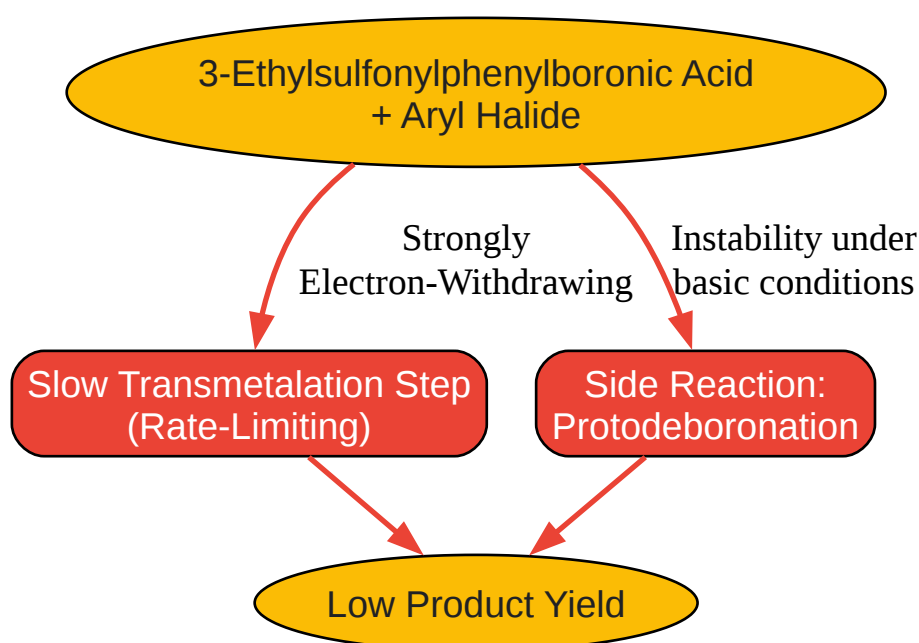 3-Ethylsulfonylphenylboronic Acid
+ Aryl Halide
Strongly
Electron-Withdrawing
Instability under
basic conditions
Slow Transmetalation Step
(Rate-Limiting)
Side Reaction:
Protodeboronation
Low Product Yield